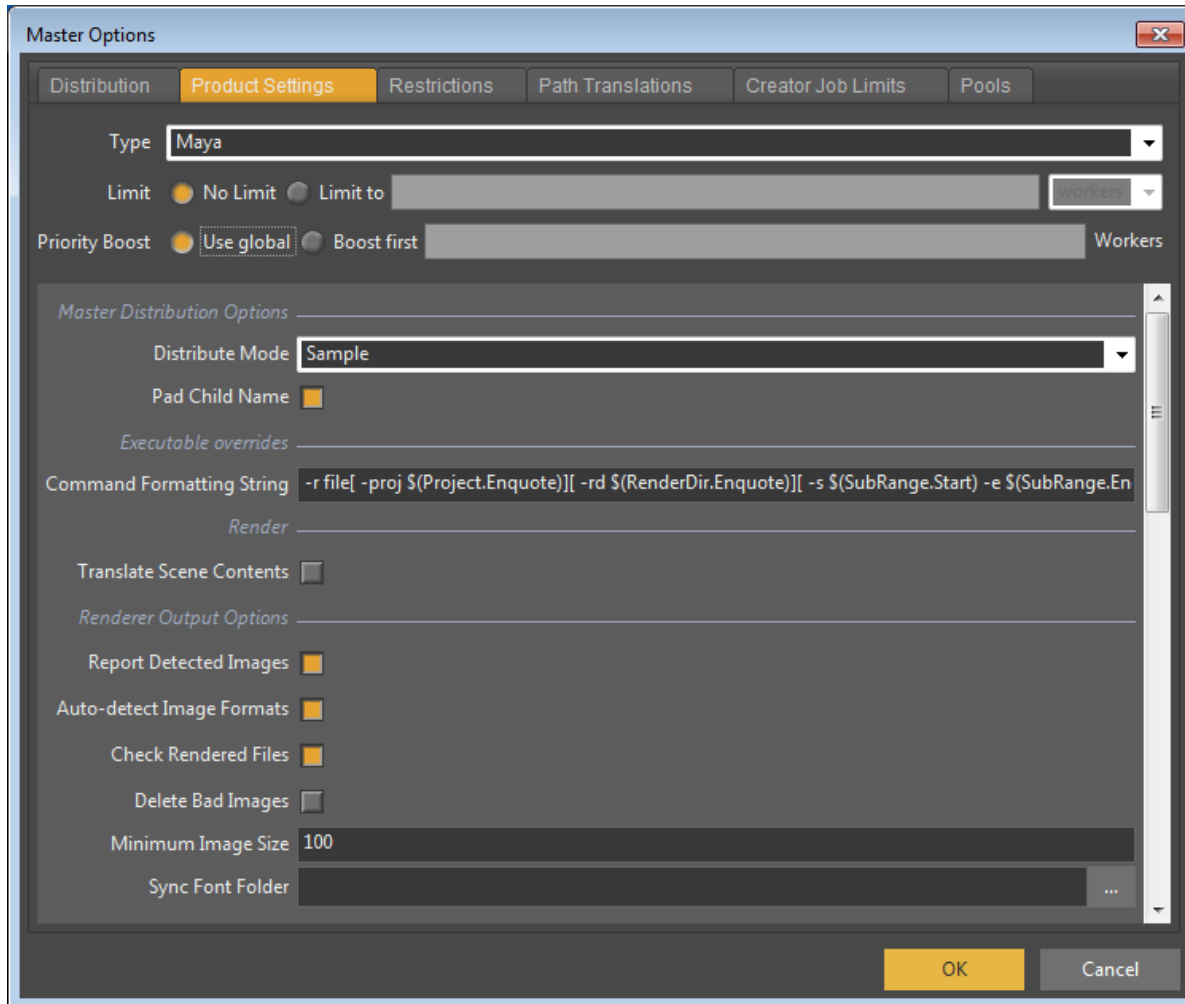 Master Options
Distribution Product Settings Restrictions Path Translations Creator Job Limits Pools
Type Maya
Limit No Limit Limit to workers
Priority Boost Use global Boost first Workers
Master Distribution Options
Distribute Mode Sample
Pad Child Name
Executable overrides
Command Formatting String -r file[ -proj $(Project.Enquote)][ -rd $(RenderDir.Enquote)][ -s $(SubRange.Start) -e $(SubRange.En
Render
Translate Scene Contents
Renderer Output Options
Report Detected Images
Auto-detect Image Formats
Check Rendered Files
Delete Bad Images
Minimum Image Size 100
Sync Font Folder ...
OK Cancel